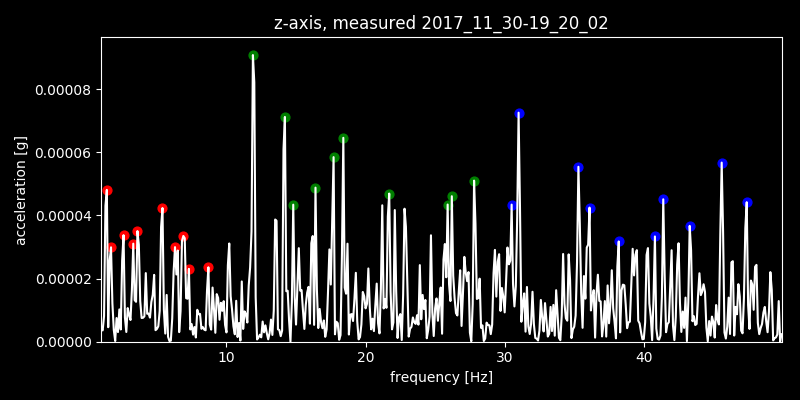 z-axis, measured 2017_11_30-19_20_02
0.00008
0.00006
0.00004
0.00002
0.00000
acceleration [g]
10 20 30 40
frequency [Hz]